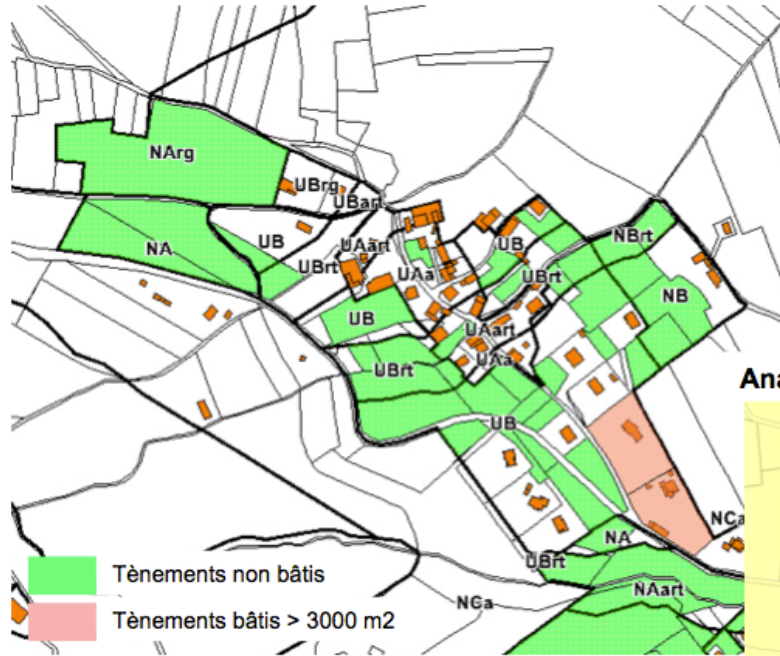 NArg
UBrg
UBart
NA
UB
UAart
UBrt
UAa
UB
UBrt
NBrt
NB
UB
UAart
UAa
UBrt
UB
Ana
NCa
NA
UBrt
NAart
NCa
Tènements non bâtis
Tènements bâtis > 3000 m2